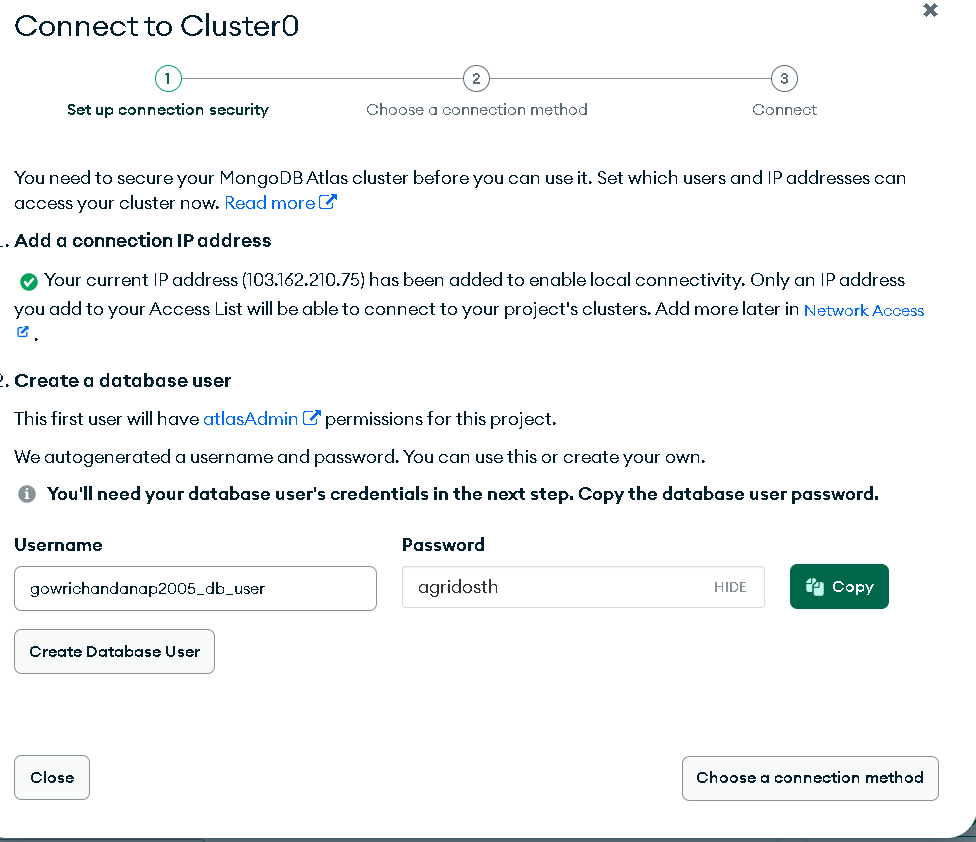 Connect to Cluster0
1
2
3
Set up connection security
Choose a connection method
Connect
You need to secure your MongoDB Atlas cluster before you can use it. Set which users and IP addresses can
access your cluster now. Read more
1. Add a connection IP address
Your current IP address (103.162.210.75) has been added to enable local connectivity. Only an IP address
you add to your Access List will be able to connect to your project's clusters. Add more later in Network Access
.
2. Create a database user
This first user will have atlasAdmin permissions for this project.
We autogenerated a username and password. You can use this or create your own.
You'll need your database user's credentials in the next step. Copy the database user password.
Username
Password
gowrichandanap2005_db_user
agridosth
HIDE
Copy
Create Database User
Close
Choose a connection method